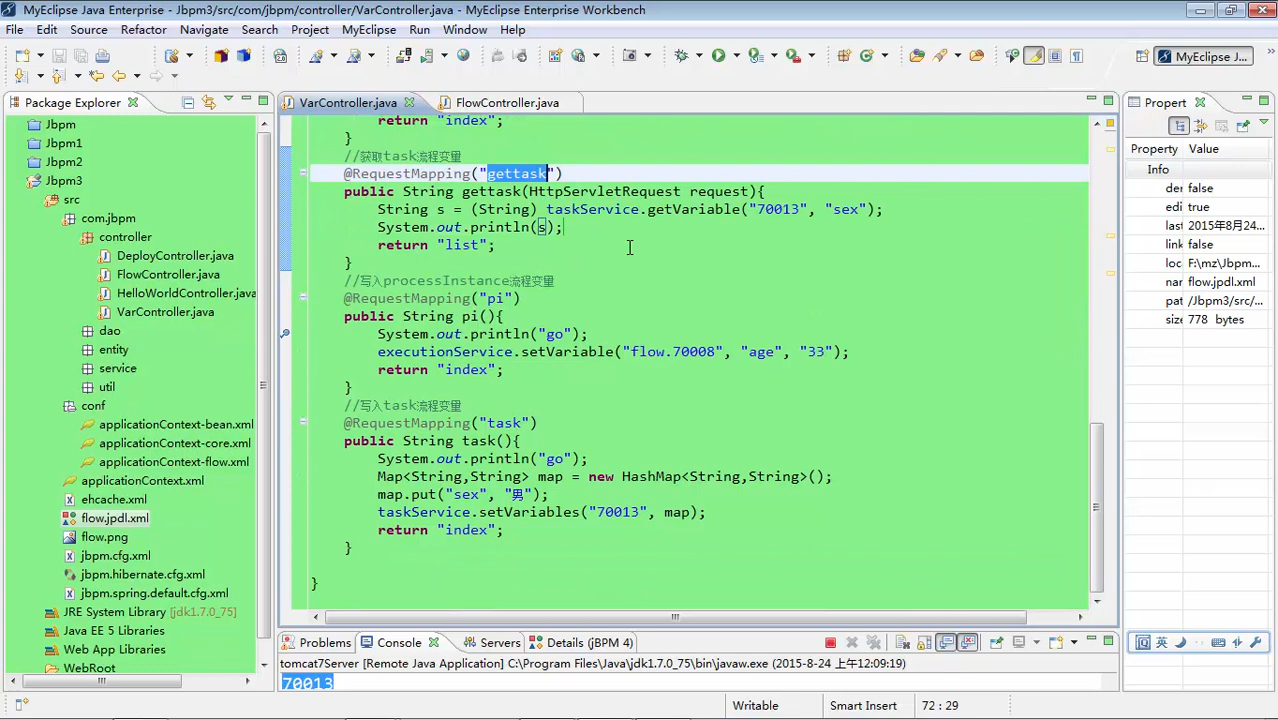 MyEclipse Java Enterprise - Jbpm3/src/com/jbpm/controller/VarController.java - MyEclipse Enterprise Workbench
File Edit Source Refactor Navigate Search Project MyEclipse Run Window Help
MyEclipse J...
Package Explorer
VarController.java
FlowController.java
Propert
Jbpm
Jbpm1
Jbpm2
Jbpm3
src
com.jbpm
controller
DeployController.java
FlowController.java
HelloWorldController.java
VarController.java
dao
entity
service
util
conf
applicationContext-bean.xml
applicationContext-core.xml
applicationContext-flow.xml
applicationContext.xml
ehcache.xml
flow.jpdl.xml
flow.png
jbpm.cfg.xml
jbpm.hibernate.cfg.xml
jbpm.spring.default.cfg.xml
JRE System Library [jdk1.7.0_75]
Java EE 5 Libraries
Web App Libraries
WebRoot
return "index";
}
//获取task流程变量
@RequestMapping("gettask")
public String gettask(HttpServletRequest request){
String s = (String) taskService.getVariable("70013", "sex");
System.out.println(s);
return "list";
}
//写入processInstance流程变量
@RequestMapping("pi")
public String pi(){
System.out.println("go");
executionService.setVariable("flow.70008", "age", "33");
return "index";
}
//写入task流程变量
@RequestMapping("task")
public String task(){
System.out.println("go");
Map<String,String> map = new HashMap<String,String>();
map.put("sex", "男");
taskService.setVariables("70013", map);
return "index";
}
}
Property Value
Info
der false
edi true
last 2015年8月24...
link false
loc F:\mz\Jbpm...
nar flow.jpdl.xml
pat /Jbpm3/src/...
size 778 bytes
英
Problems
Conso
Servers
Details (jBPM 4)
tomcat7Server [Remote Java Application] C:\Program Files\Java\jdk1.7.0_75\bin\javaw.exe (2015-8-24 上午12:09:19)
70013
Writable
Smart Insert
72 : 29